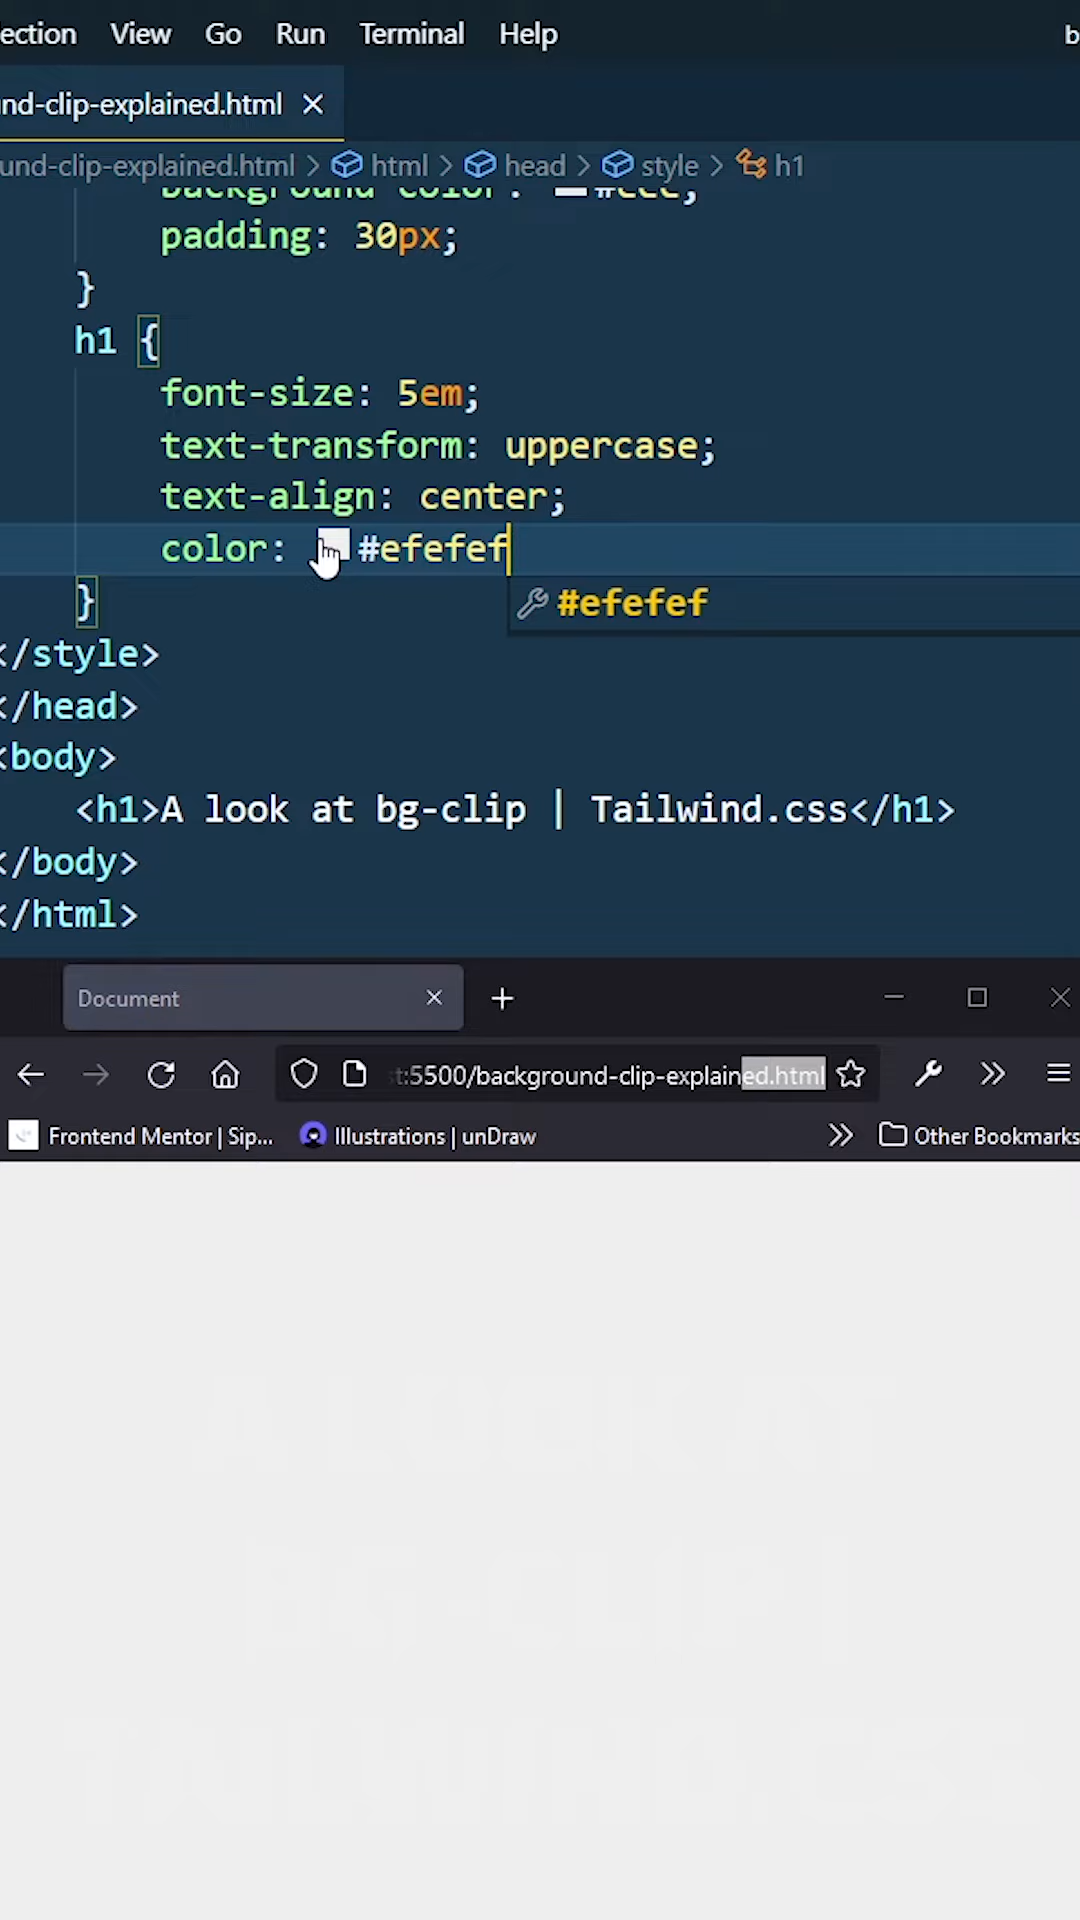 ection View Go Run Terminal Help b
nd-clip-explained.html ×
und-clip-explained.html > html > head > style > h1
padding: 30px;
}
h1 {
font-size: 5em;
text-transform: uppercase;
text-align: center;
color: #efefef
#efefef
}
</style>
</head>
<body>
<h1>A look at bg-clip | Tailwind.css</h1>
</body>
</html>
Document × +
t:5500/background-clip-explained.html
Frontend Mentor | Sip... Illustrations | unDraw Other Bookmarks